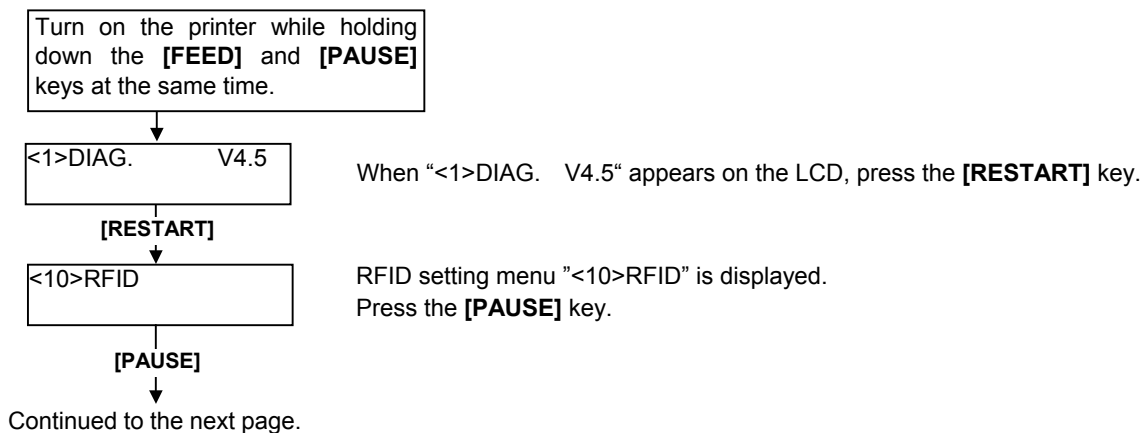 Turn on the printer while holding
down the [FEED] and [PAUSE]
keys at the same time.
<1>DIAG. V4.5
When “<1>DIAG. V4.5“ appears on the LCD, press the [RESTART] key.
[RESTART]
<10>RFID
RFID setting menu ”<10>RFID” is displayed.
Press the [PAUSE] key.
[PAUSE]
Continued to the next page.